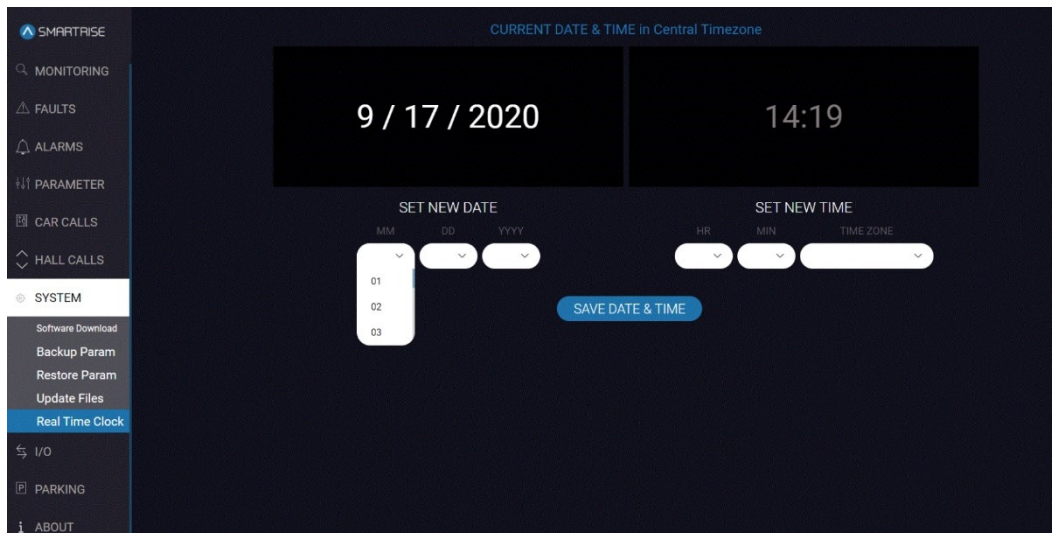 SMARTRISE
MONITORING
FAULTS
ALARMS
PARAMETER
CAR CALLS
HALL CALLS
SYSTEM
Software Download
Backup Param
Restore Param
Update Files
Real Time Clock
I/O
P PARKING
i ABOUT
CURRENT DATE & TIME in Central Timezone
9 / 17 / 2020
14:19
SET NEW DATE
MM DD YYYY
01
02
03
SET NEW TIME
HR MIN TIME ZONE
SAVE DATE & TIME